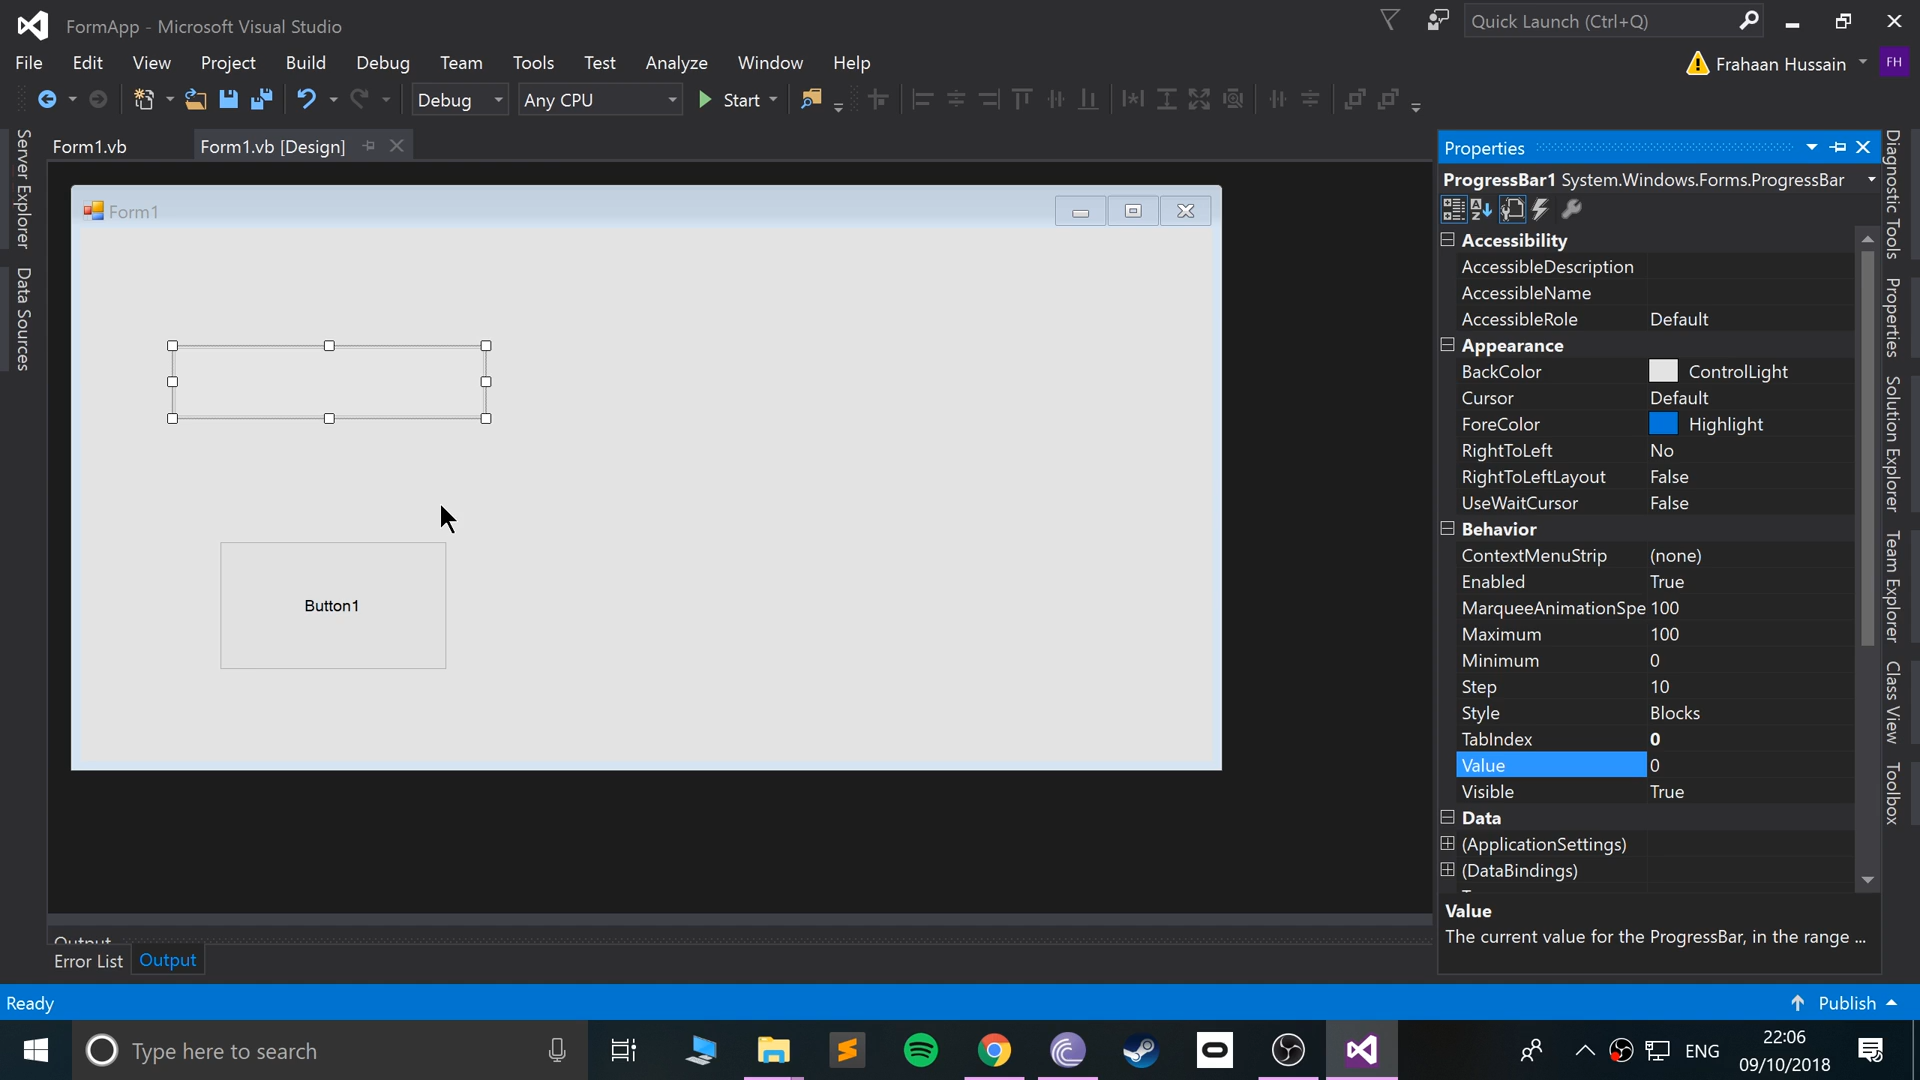 FormApp - Microsoft Visual Studio
Quick Launch (Ctrl+Q)
File Edit View Project Build Debug Team Tools Test Analyze Window Help
Frahaan Hussain FH
Debug Any CPU Start
Server Explorer
Data Sources
Form1.vb Form1.vb [Design]
Form1
Button1
Properties
ProgressBar1 System.Windows.Forms.ProgressBar
Accessibility
AccessibleDescription
AccessibleName
AccessibleRole Default
Appearance
BackColor ControlLight
Cursor Default
ForeColor Highlight
RightToLeft No
RightToLeftLayout False
UseWaitCursor False
Behavior
ContextMenuStrip (none)
Enabled True
MarqueeAnimationSpe 100
Maximum 100
Minimum 0
Step 10
Style Blocks
TabIndex 0
Value 0
Visible True
Data
(ApplicationSettings)
(DataBindings)
Value
The current value for the ProgressBar, in the range ...
Diagnostic Tools
Properties
Solution Explorer
Team Explorer
Class View
Toolbox
Output
Error List Output
Ready
Publish
Type here to search
ENG
22:06
09/10/2018